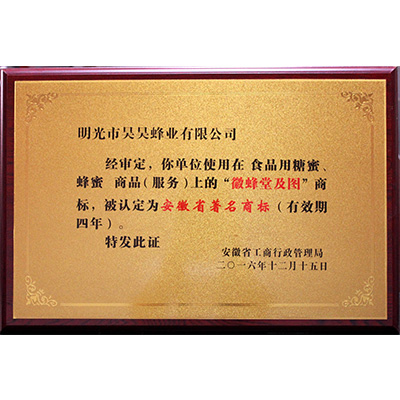 明光市昊昊蜂业有限公司
经审定，你单位使用在 食品用糖蜜、
蜂蜜 商品（服务）上的“徽蜂堂及图”商
标，被认定为安徽省著名商标（有效期
四年）。
特发此证
安徽省工商行政管理局
二〇一六年十二月十五日